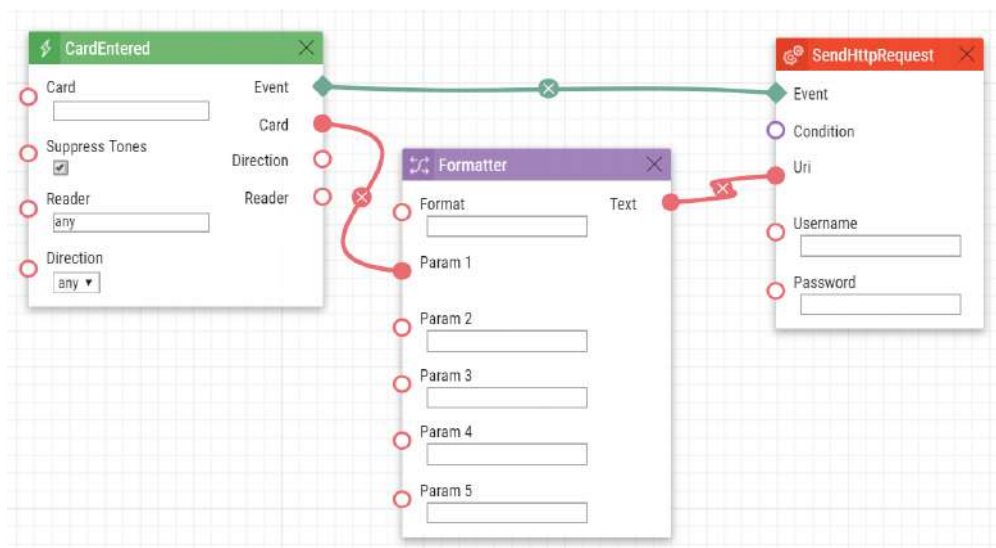 CardEntered
Card
Event
Card
Suppress Tones
Direction
Reader
any
Reader
Direction
any
Formatter
Format
Text
Param 1
Param 2
Param 3
Param 4
Param 5
SendHttpRequest
Event
Condition
Uri
Username
Password